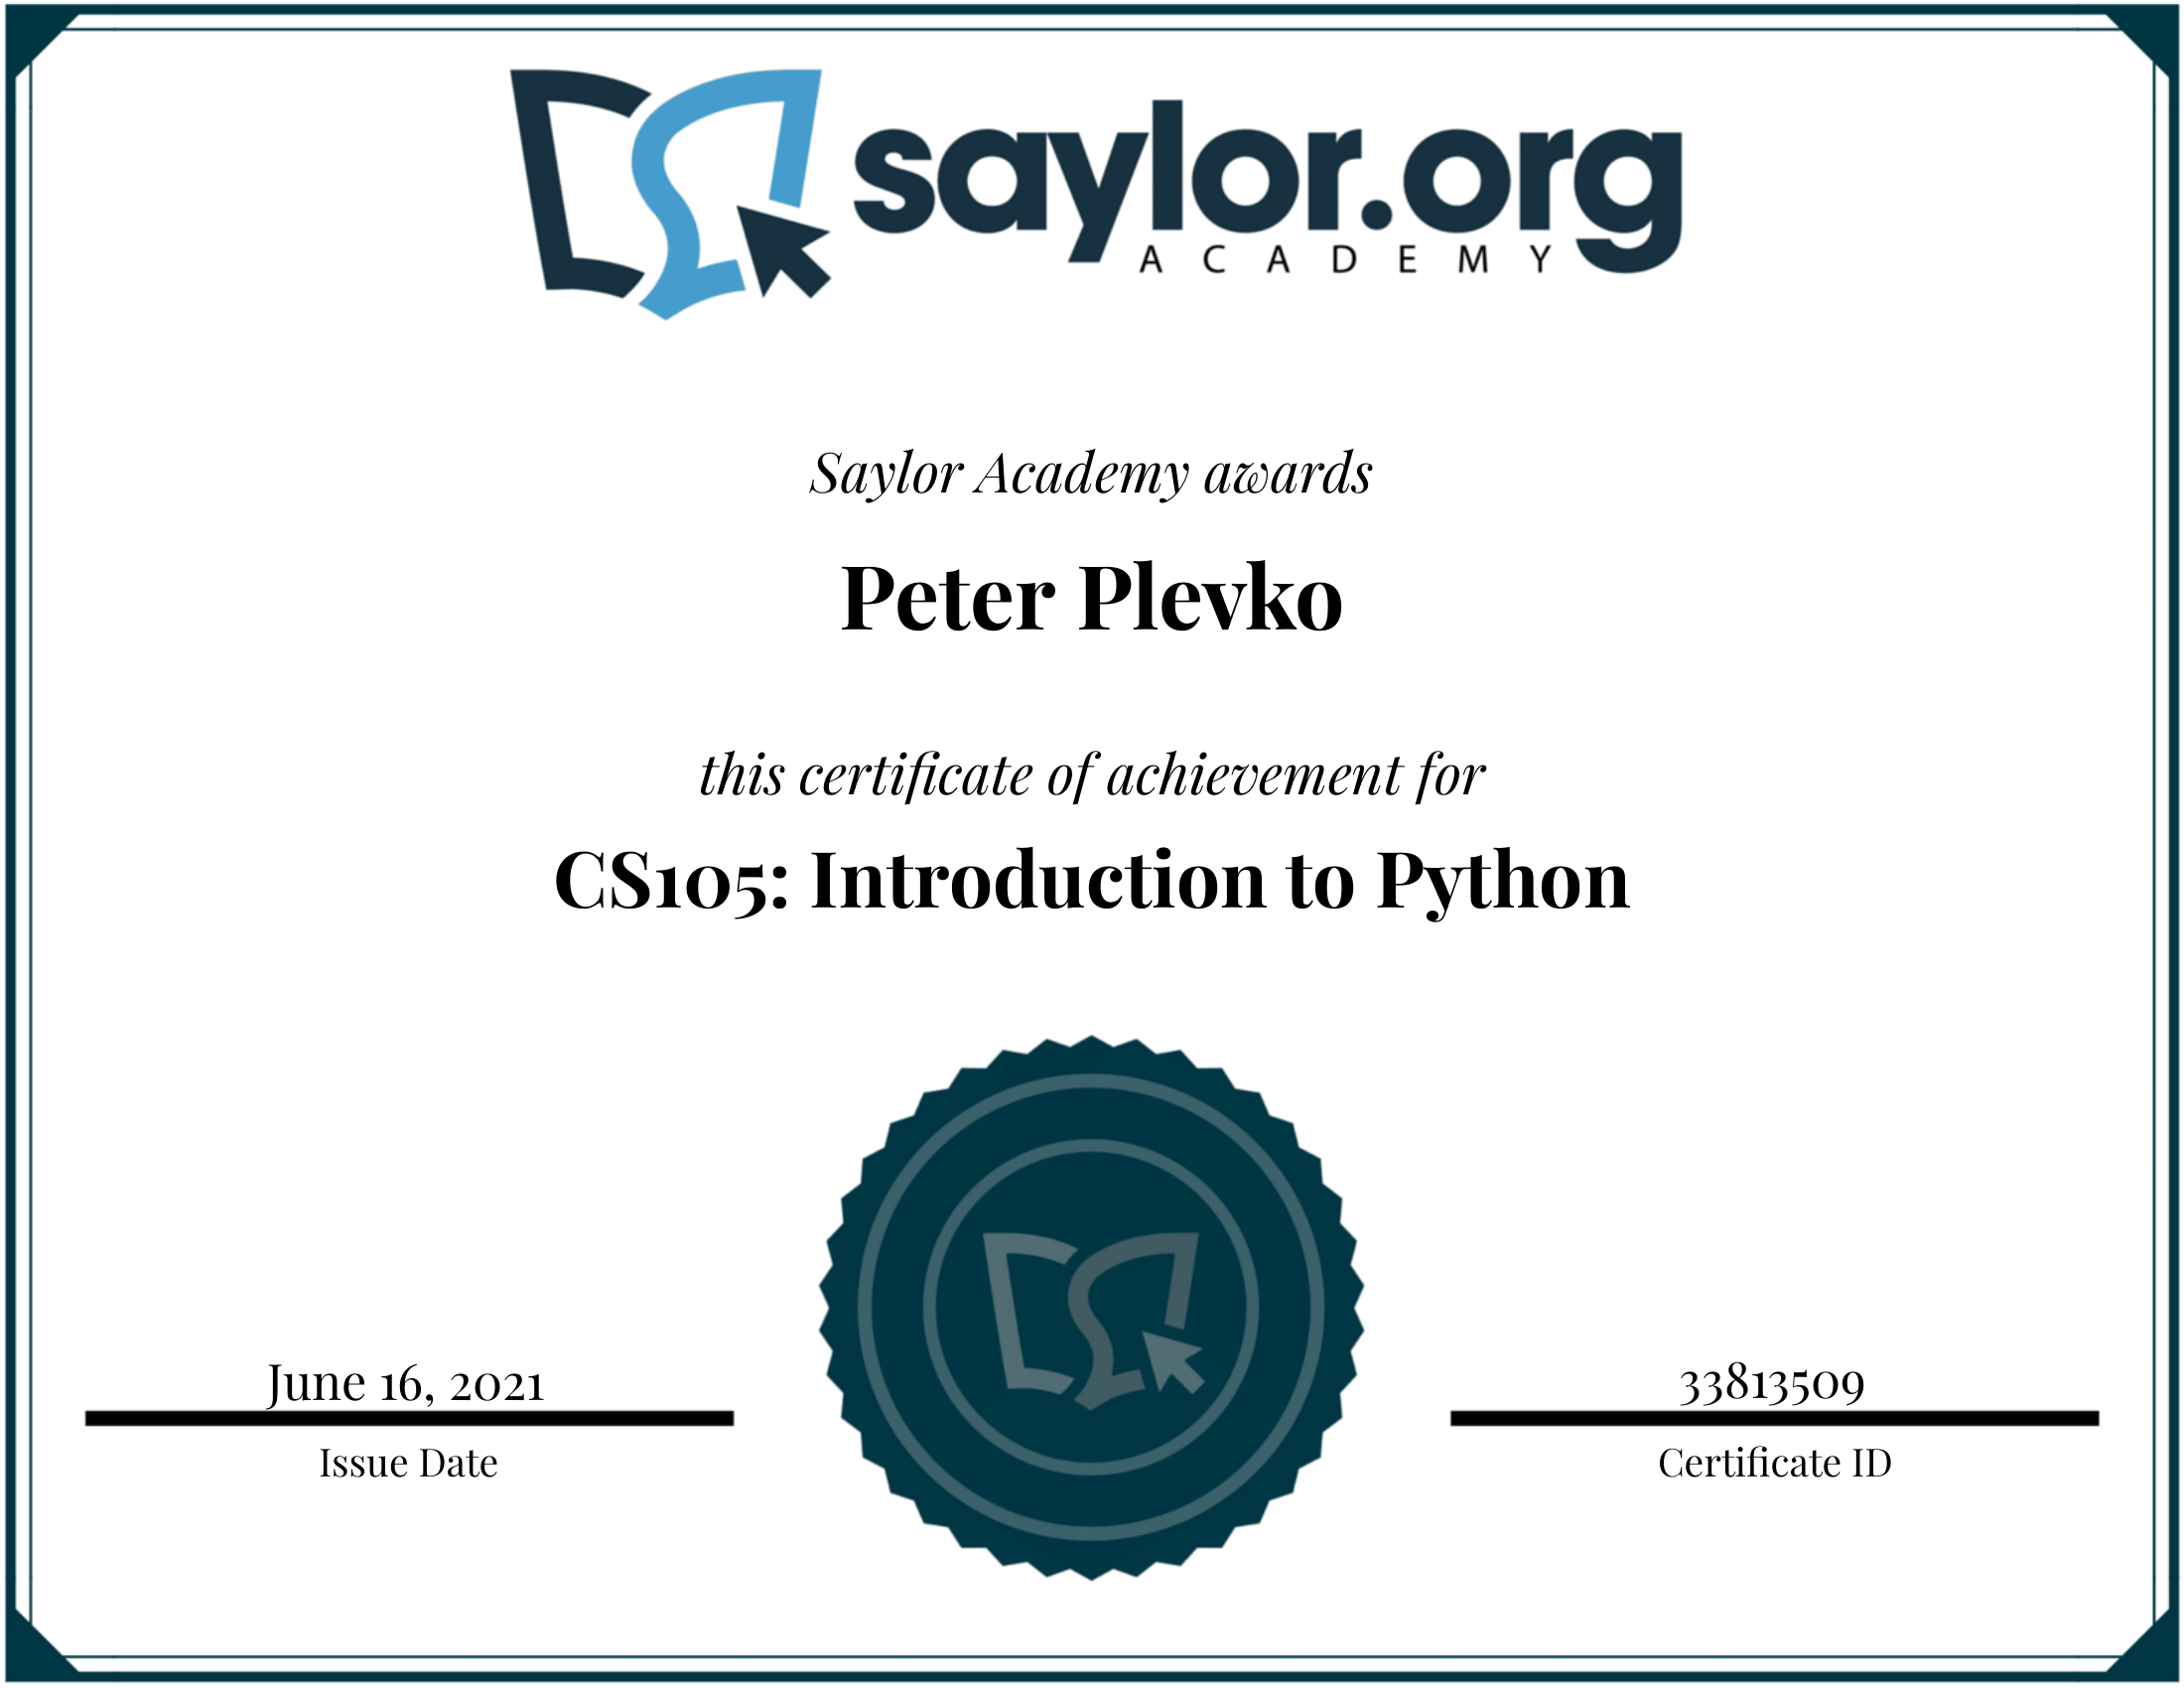 saylor.org
ACADEMY
Saylor Academy awards
Peter Plevko
this certificate of achievement for
CS105: Introduction to Python
June 16, 2021
Issue Date
33813509
Certificate ID